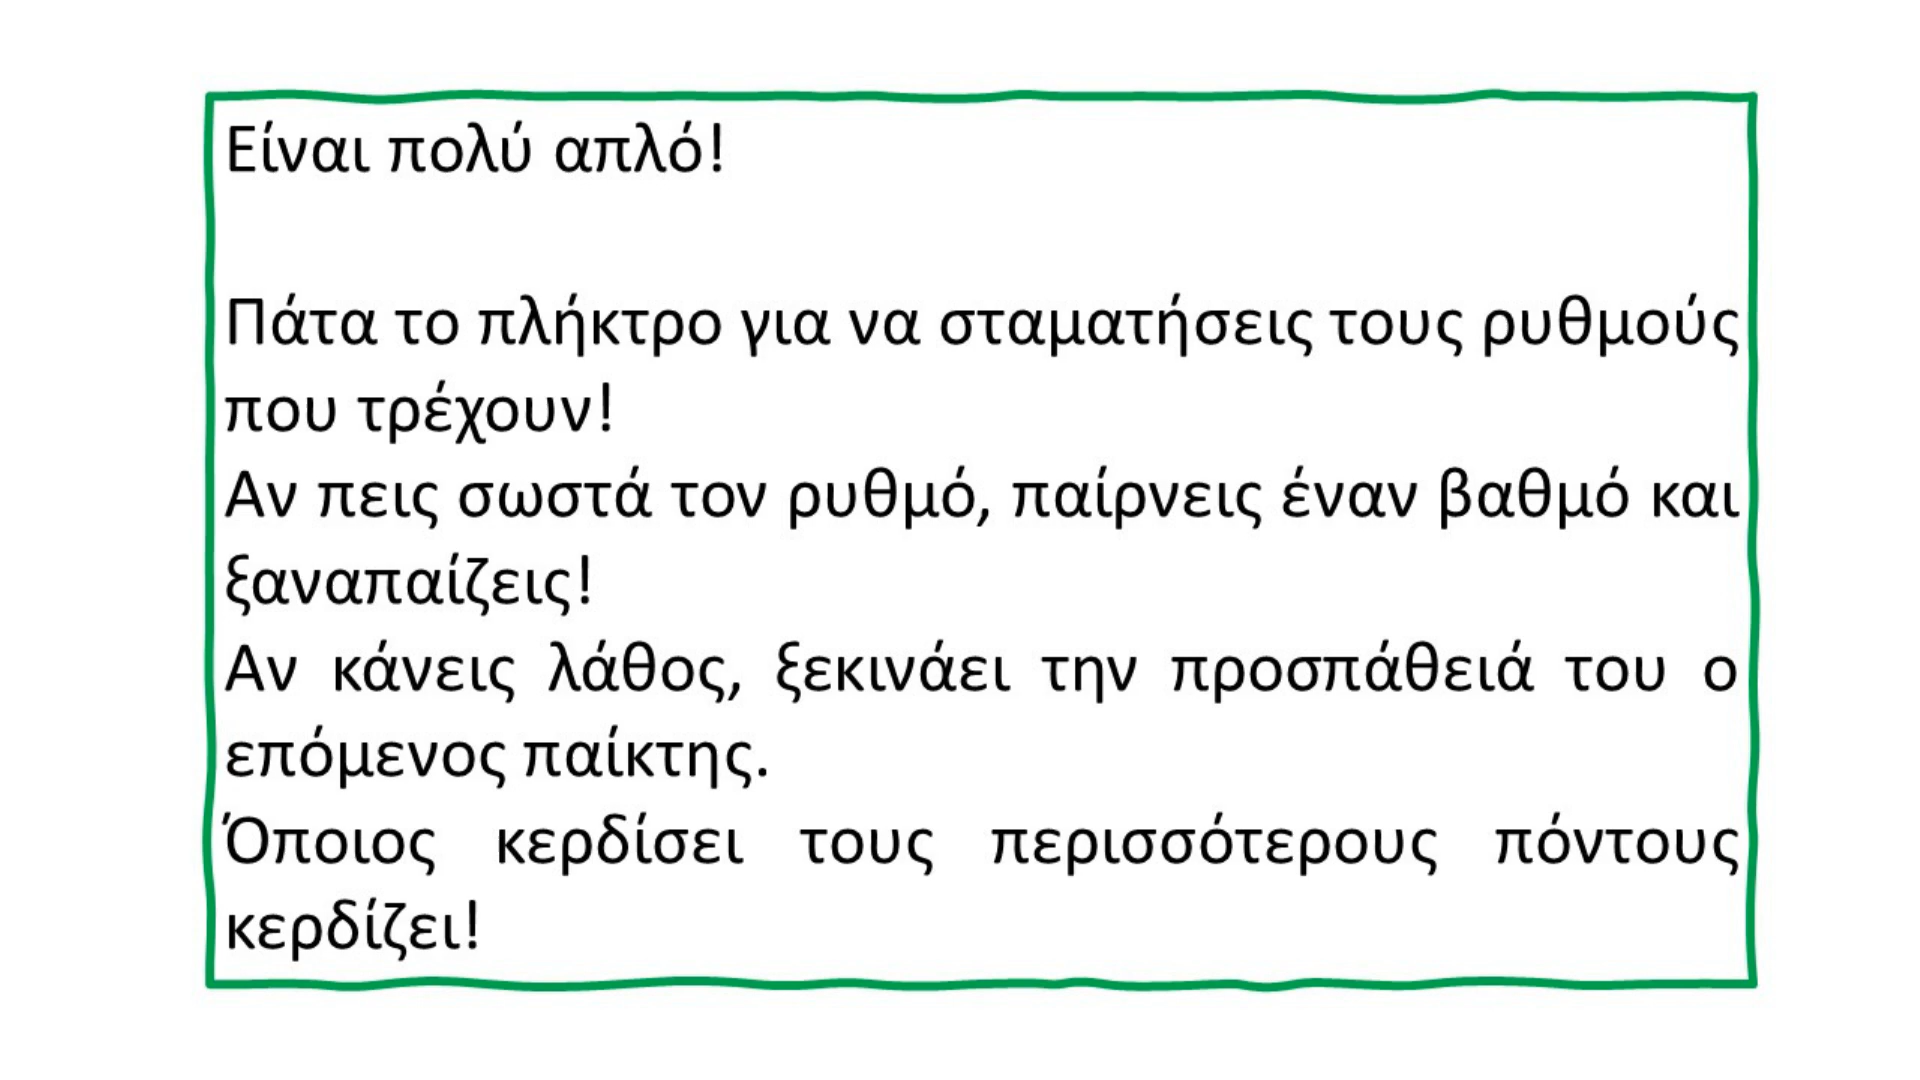 Είναι πολύ απλό!
Πάτα το πλήκτρο για να σταματήσεις τους ρυθμούς
που τρέχουν!
Αν πεις σωστά τον ρυθμό, παίρνεις έναν βαθμό και
ξαναπαίζεις!
Αν κάνεις λάθος, ξεκινάει την προσπάθειά του ο
επόμενος παίκτης.
Όποιος κερδίσει τους περισσότερους πόντους
κερδίζει!